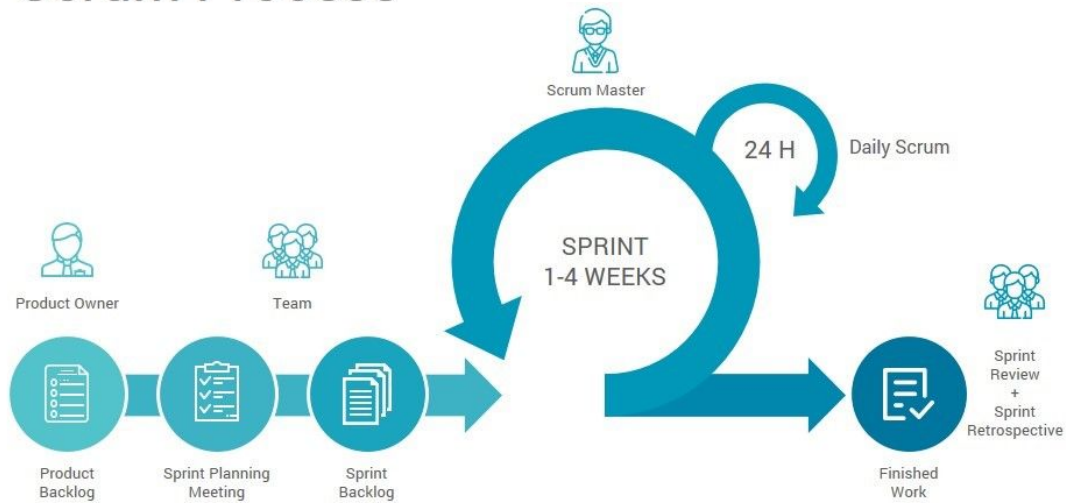 Scrum Master
24 H
Daily Scrum
SPRINT
1-4 WEEKS
Product Owner
Team
Sprint
Review
+
Sprint
Retrospective
Product
Backlog
Sprint Planning
Meeting
Sprint
Backlog
Finished
Work